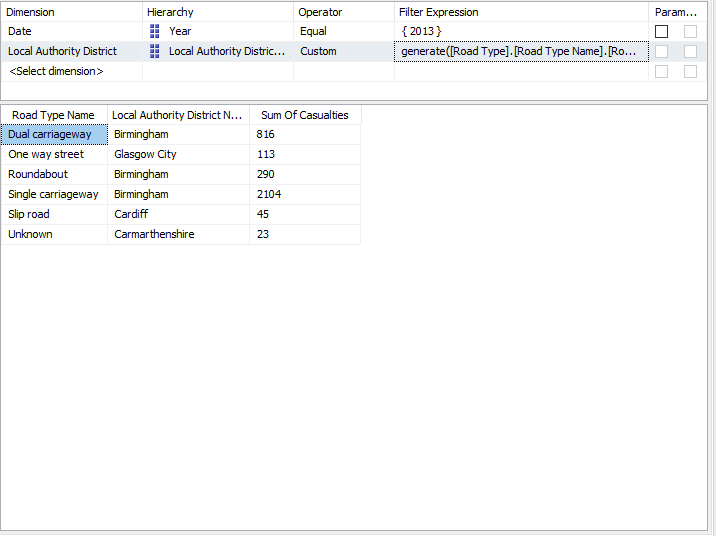 Dimension Hierarchy Operator Filter Expression Param...
Date Year Equal { 2013 }
Local Authority District Local Authority Distric... Custom generate([Road Type].[Road Type Name].[Ro...
<Select dimension>
Road Type Name Local Authority District N... Sum Of Casualties
Dual carriageway Birmingham 816
One way street Glasgow City 113
Roundabout Birmingham 290
Single carriageway Birmingham 2104
Slip road Cardiff 45
Unknown Carmarthenshire 23